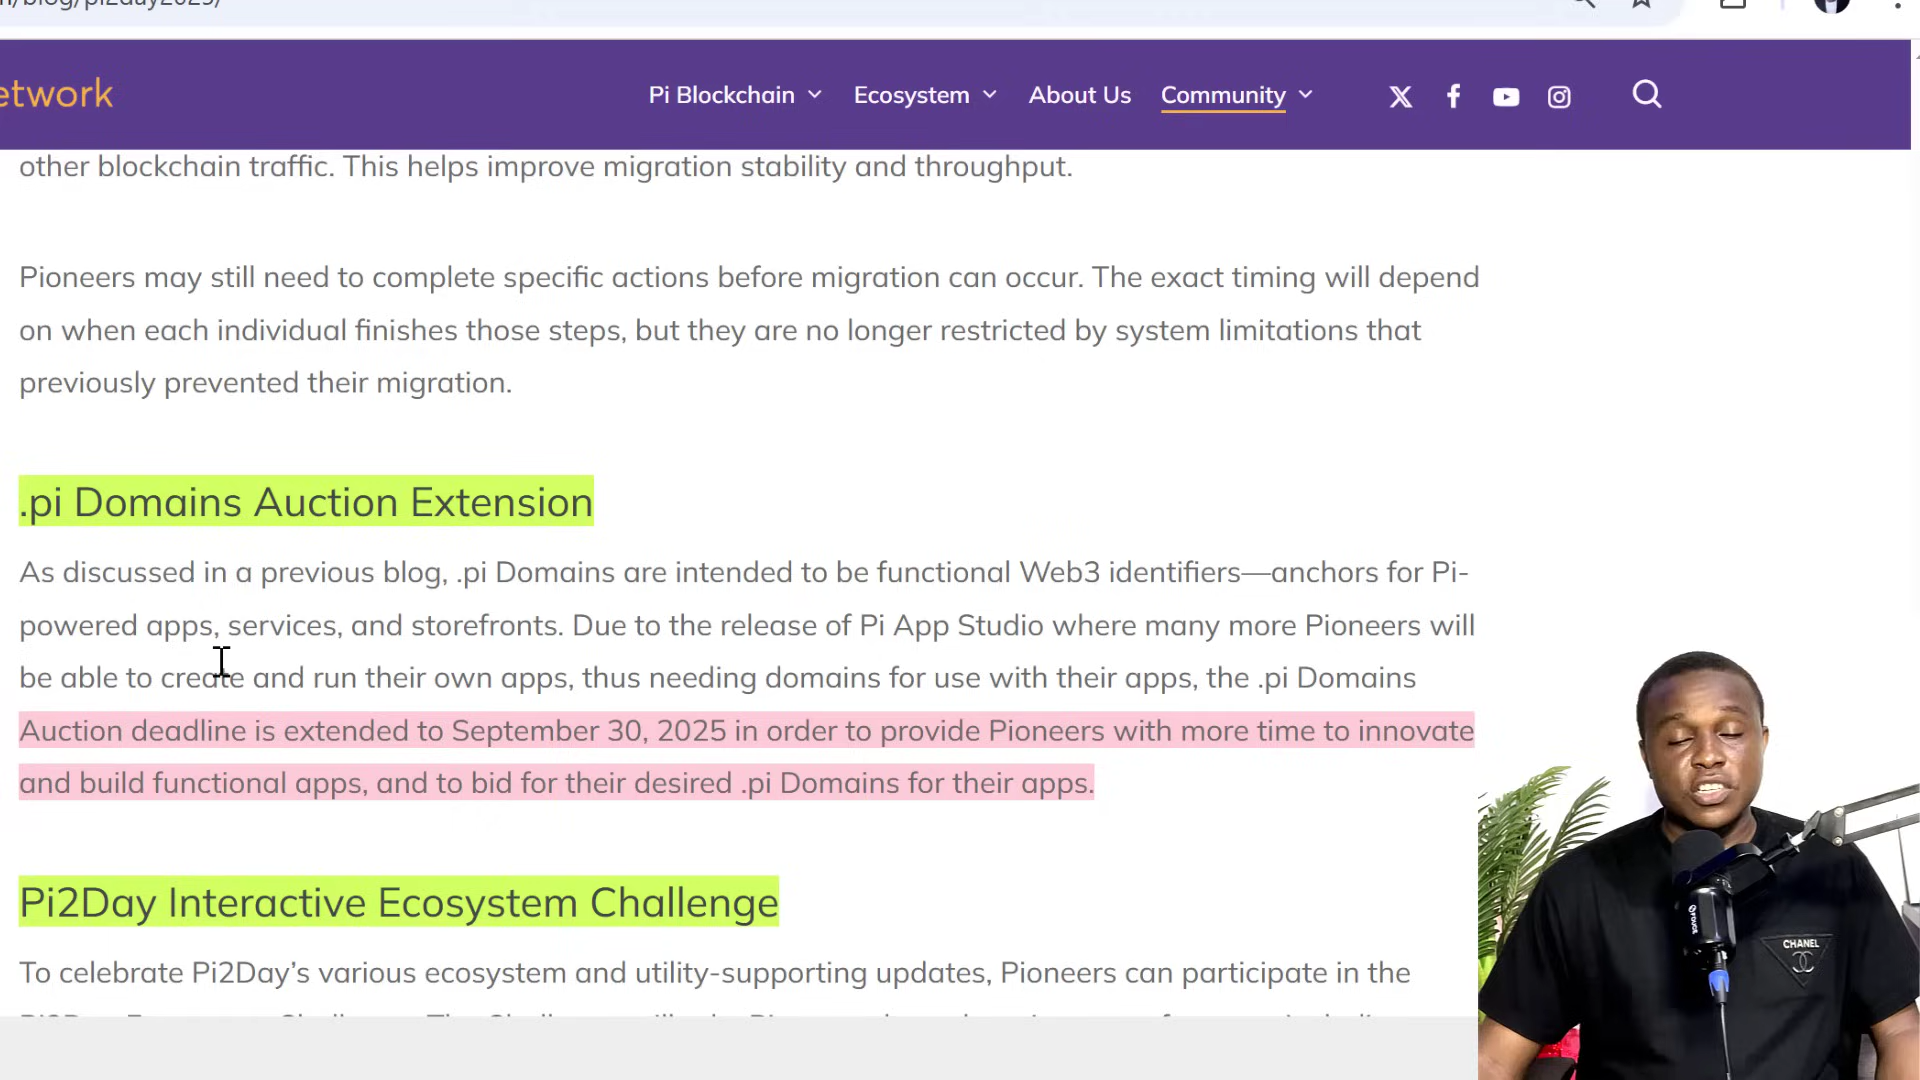 /blog/pi2day2025/
etwork
Pi Blockchain
Ecosystem
About Us
Community
other blockchain traffic. This helps improve migration stability and throughput.
Pioneers may still need to complete specific actions before migration can occur. The exact timing will depend
on when each individual finishes those steps, but they are no longer restricted by system limitations that
previously prevented their migration.
.pi Domains Auction Extension
As discussed in a previous blog, .pi Domains are intended to be functional Web3 identifiers—anchors for Pi-
powered apps, services, and storefronts. Due to the release of Pi App Studio where many more Pioneers will
be able to create and run their own apps, thus needing domains for use with their apps, the .pi Domains
Auction deadline is extended to September 30, 2025 in order to provide Pioneers with more time to innovate
and build functional apps, and to bid for their desired .pi Domains for their apps.
Pi2Day Interactive Ecosystem Challenge
To celebrate Pi2Day’s various ecosystem and utility-supporting updates, Pioneers can participate in the
CHANEL